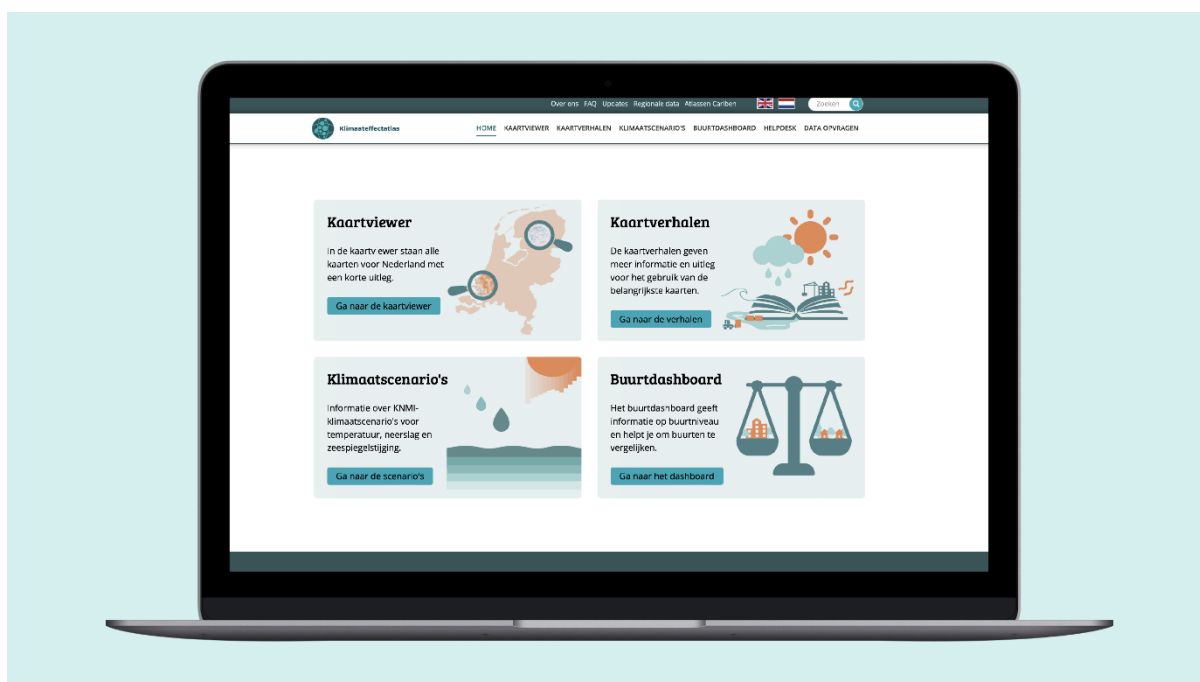 Over ons FAQ Updates Regionale data Atlassen Cariben Zoeken
Klimaateffectatlas HOME KAARTVIEWER KAARTVERHALEN KLIMAATSCENARIO'S BUURTDASHBOARD HELPDESK DATA OPVRAGEN
Kaartviewer
In de kaartviewer staan alle
kaarten voor Nederland met
een korte uitleg.
Ga naar de kaartviewer
Kaartverhalen
De kaartverhalen geven
meer informatie en uitleg
voor het gebruik van de
belangrijkste kaarten.
Ga naar de verhalen
Klimaatscenario's
Informatie over KNMI-
klimaatscenario's voor
temperatuur, neerslag en
zeespiegelstijging.
Ga naar de scenario's
Buurtdashboard
Het buurtdashboard geeft
informatie op buurtniveau
en helpt je om buurten te
vergelijken.
Ga naar het dashboard